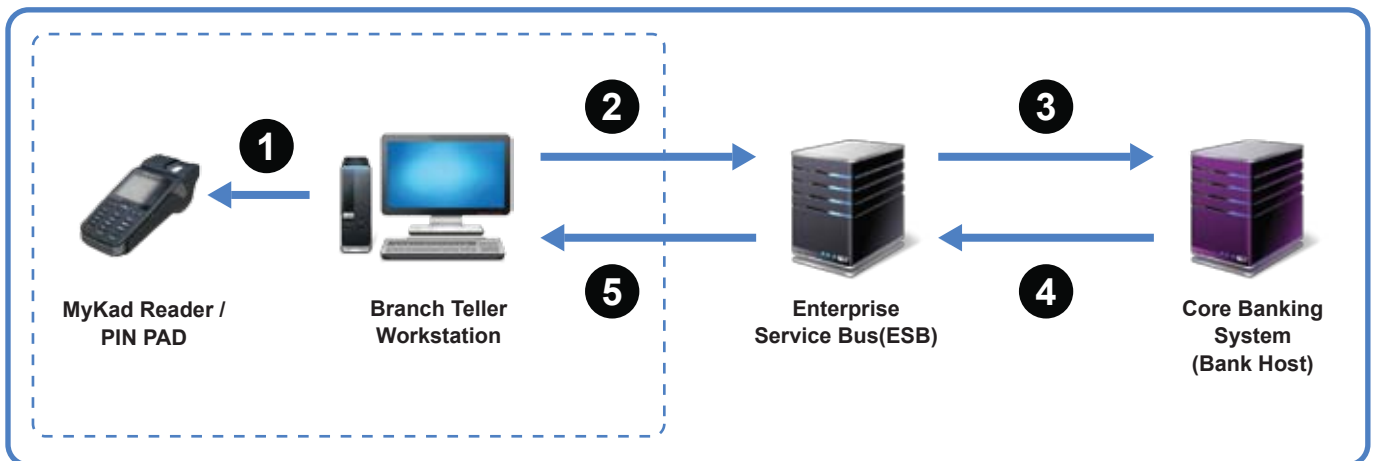 1
2
3
MyKad Reader /
PIN PAD
Branch Teller
Workstation
5
Enterprise
Service Bus(ESB)
4
Core Banking
System
(Bank Host)